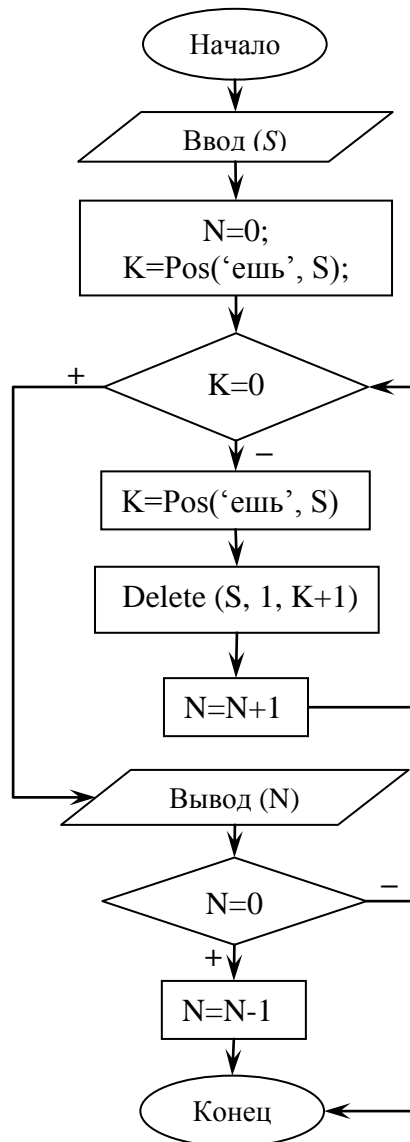 Начало
Ввод (S)
N=0;
K=Pos(‘ешь’, S);
+
K=0
–
K=Pos(‘ешь’, S)
Delete (S, 1, K+1)
N=N+1
Вывод (N)
N=0
–
+
N=N-1
Конец